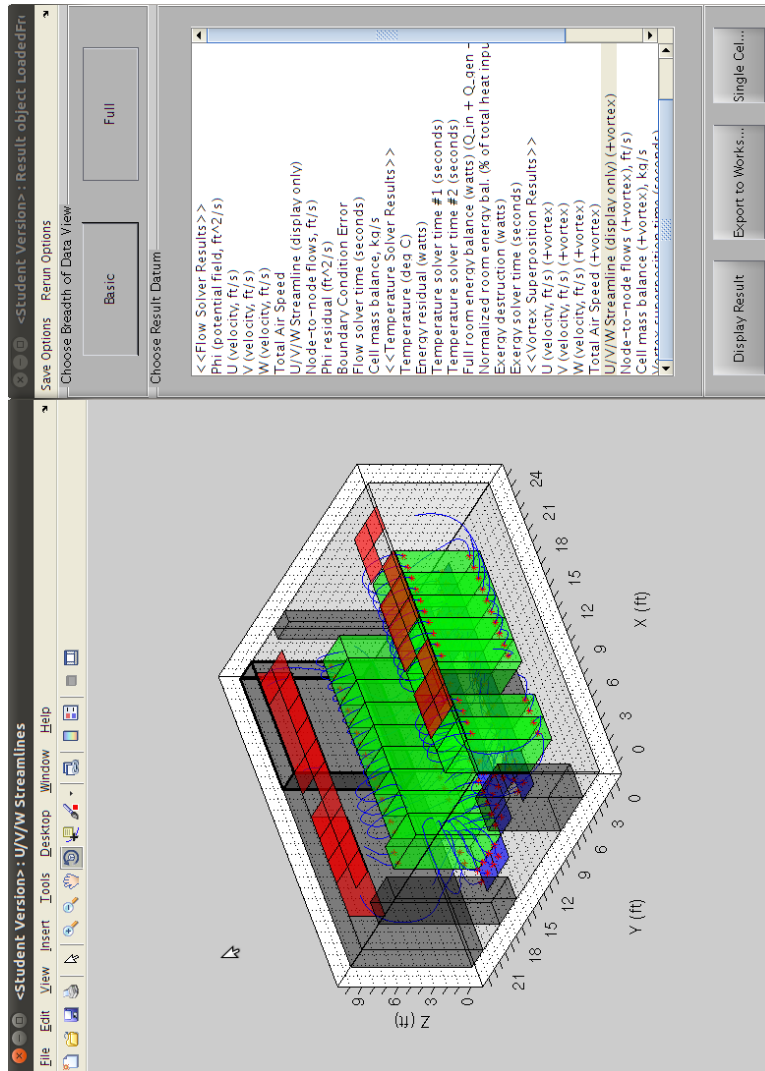 <Student Version> : U/V/W Streamlines
File Edit View Insert Tools Desktop Window Help
Z (ft)
9
6
3
0
21
18
15
12
9
6
3
0
Y (ft)
0
3
6
9
12
15
18
21
24
X (ft)
<Student Version> : Result object LoadedFr
Save Options Rerun Options
Choose Breadth of Data View
Basic
Full
Choose Result Datum
<<Flow Solver Results>>
Phi (potential field, ft^2/s)
U (velocity, ft/s)
V (velocity, ft/s)
W (velocity, ft/s)
Total Air Speed
U/V/W Streamline (display only)
Node-to-node flows, ft/s)
Phi residual (ft^2/s)
Boundary Condition Error
Flow solver time (seconds)
Cell mass balance, kg/s
<<Temperature Solver Results>>
Temperature (deg C)
Energy residual (watts)
Temperature solver time #1 (seconds)
Temperature solver time #2 (seconds)
Full room energy balance (watts) (Q_in + Q_gen -
Normalized room energy bal. (% of total heat inpu
Exergy destruction (watts)
Exergy solver time (seconds)
<<Vortex Superposition Results>>
U (velocity, ft/s) (+vortex)
V (velocity, ft/s) (+vortex)
W (velocity, ft/s) (+vortex)
Total Air Speed (+vortex)
U/V/W Streamline (display only) (+vortex)
Node-to-node flows (+vortex), ft/s)
Cell mass balance (+vortex), kg/s
Vortex superposition time (seconds)
Display Result
Export to Works...
Single Cel...